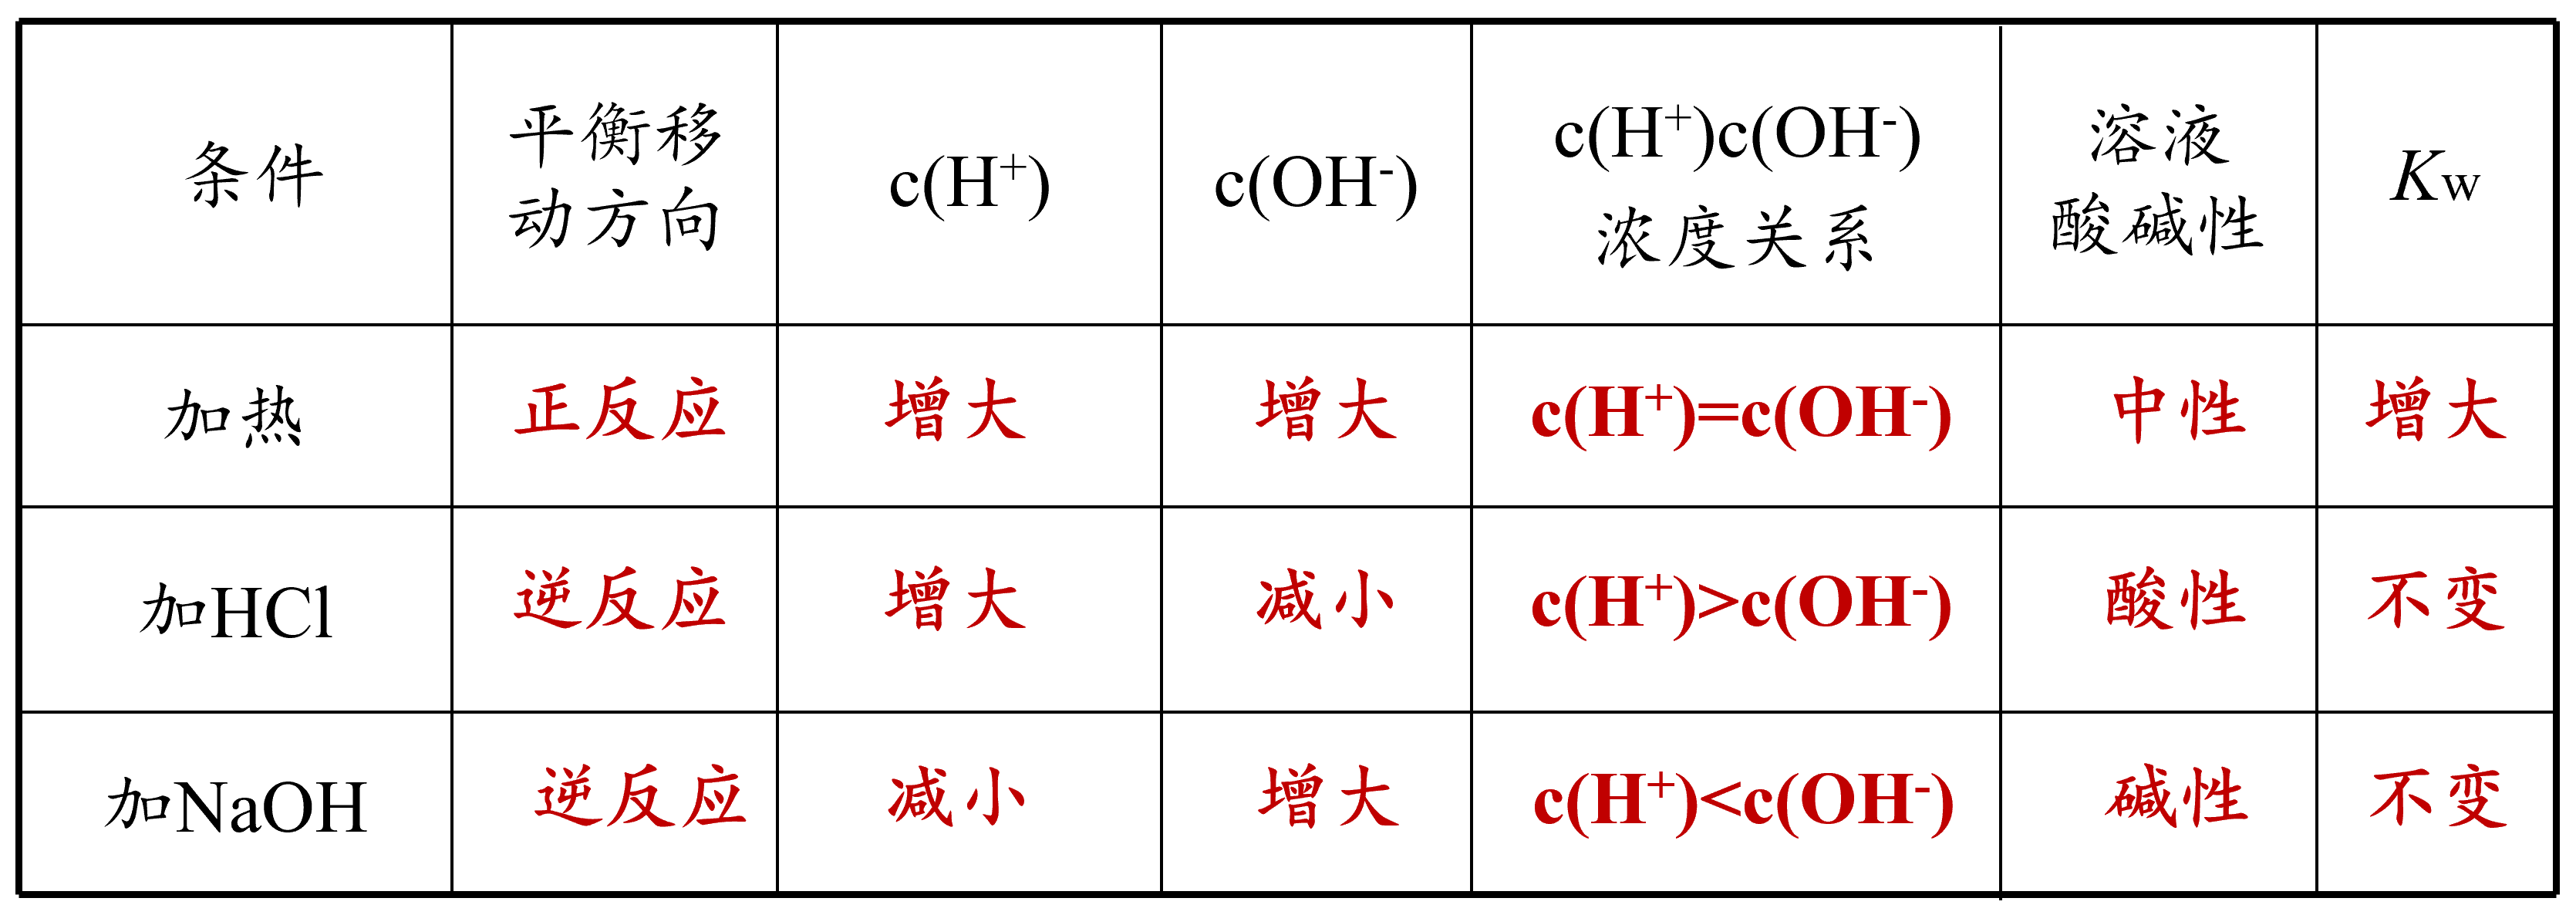 条件 平衡移动方向 c(H⁺) c(OH⁻) c(H⁺)c(OH⁻)浓度关系 溶液酸碱性 Kw
加热 正反应 增大 增大 c(H⁺)=c(OH⁻) 中性 增大
加HCl 逆反应 增大 减小 c(H⁺)>c(OH⁻) 酸性 不变
加NaOH 逆反应 减小 增大 c(H⁺)<c(OH⁻) 碱性 不变